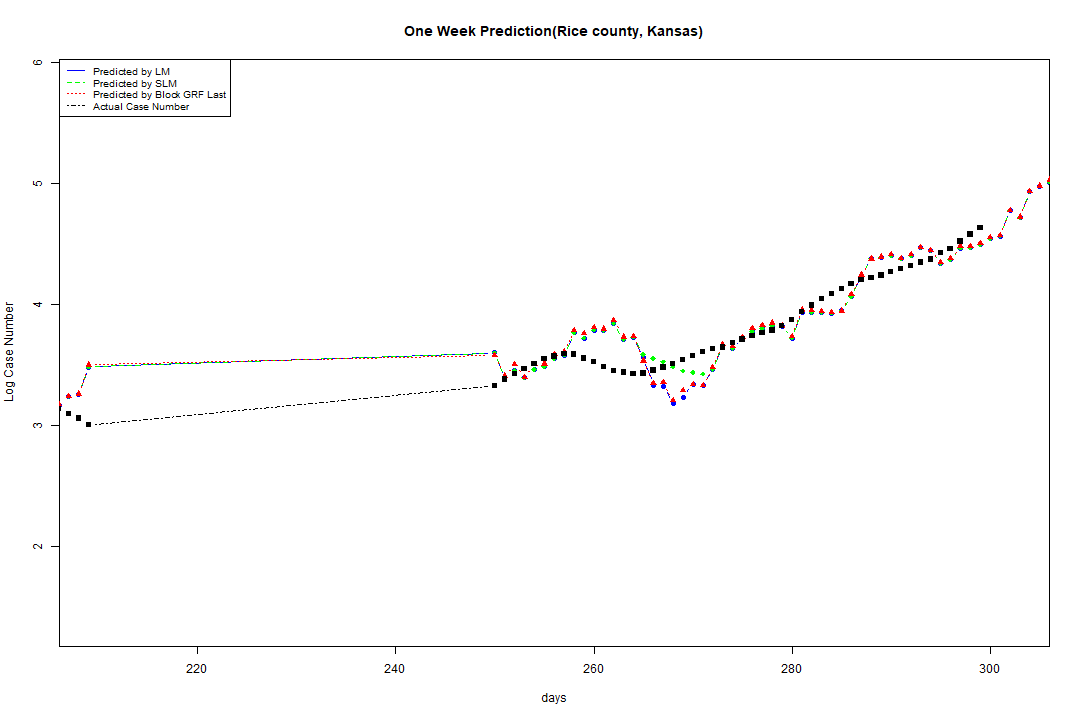 One Week Prediction(Rice county, Kansas)
Predicted by LM
Predicted by SLM
Predicted by Block GRF Last
Actual Case Number
6
5
4
3
2
Log Case Number
220 240 260 280 300
days